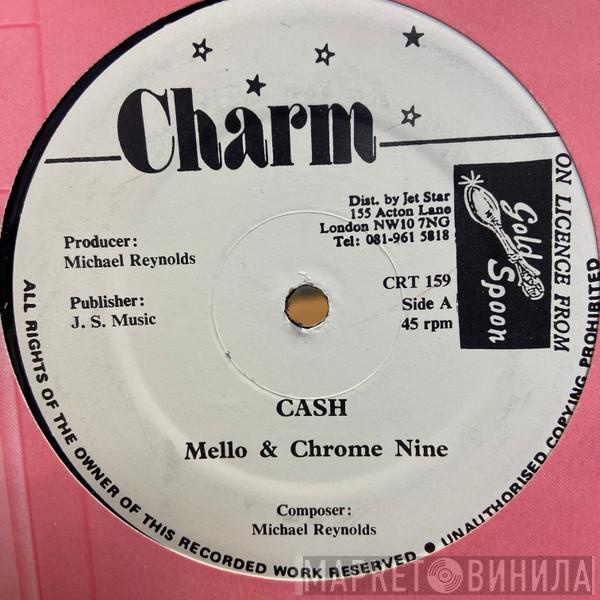 Charm
Dist. by Jet Star
155 Acton Lane
London NW10 7NG
Tel: 081-961 5818
Producer:
Michael Reynolds
Publisher:
J. S. Music
CRT 159
Side A
45 rpm
Gold
Spoon
ON LICENCE FROM
CASH
Mello & Chrome Nine
Composer:
Michael Reynolds
ALL RIGHTS OF THE OWNER OF THIS RECORDED WORK RESERVED ● UNAUTHORISED COPYING PROHIBITED
МАРКЕТ ВИНИЛА